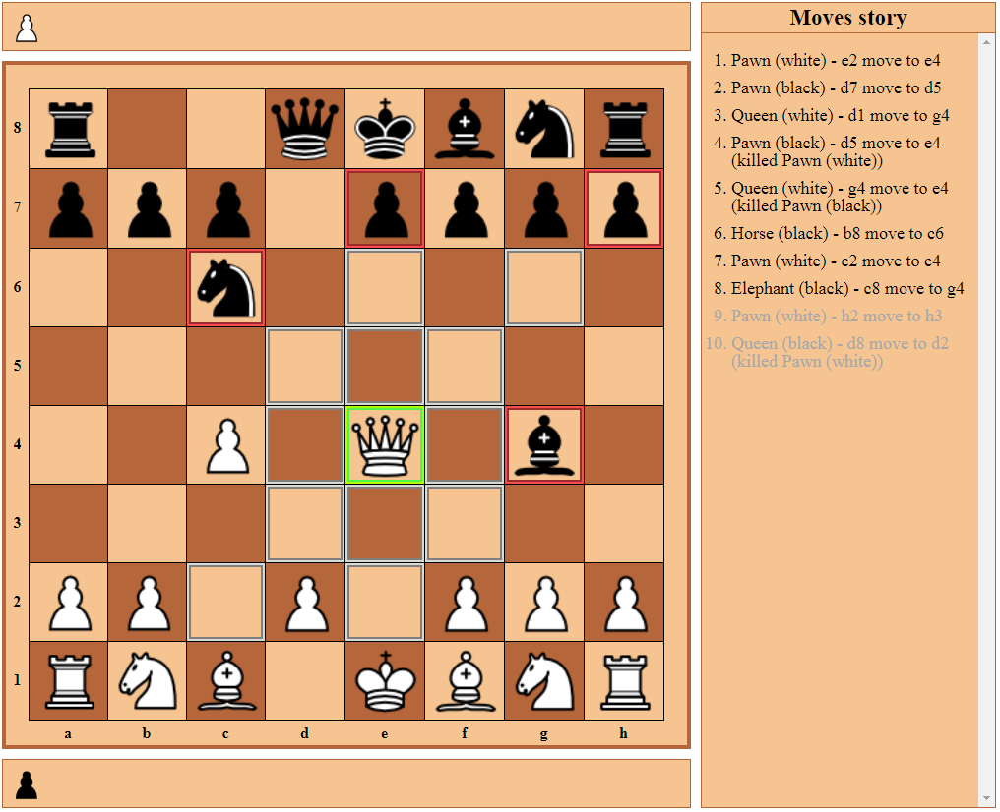 Moves story
1. Pawn (white) - e2 move to e4
2. Pawn (black) - d7 move to d5
3. Queen (white) - d1 move to g4
4. Pawn (black) - d5 move to e4
(killed Pawn (white))
5. Queen (white) - g4 move to e4
(killed Pawn (black))
6. Horse (black) - b8 move to c6
7. Pawn (white) - c2 move to c4
8. Elephant (black) - c8 move to g4
9. Pawn (white) - h2 move to h3
10. Queen (black) - d8 move to d2
(killed Pawn (white))
8
7
6
5
4
3
2
1
a b c d e f g h